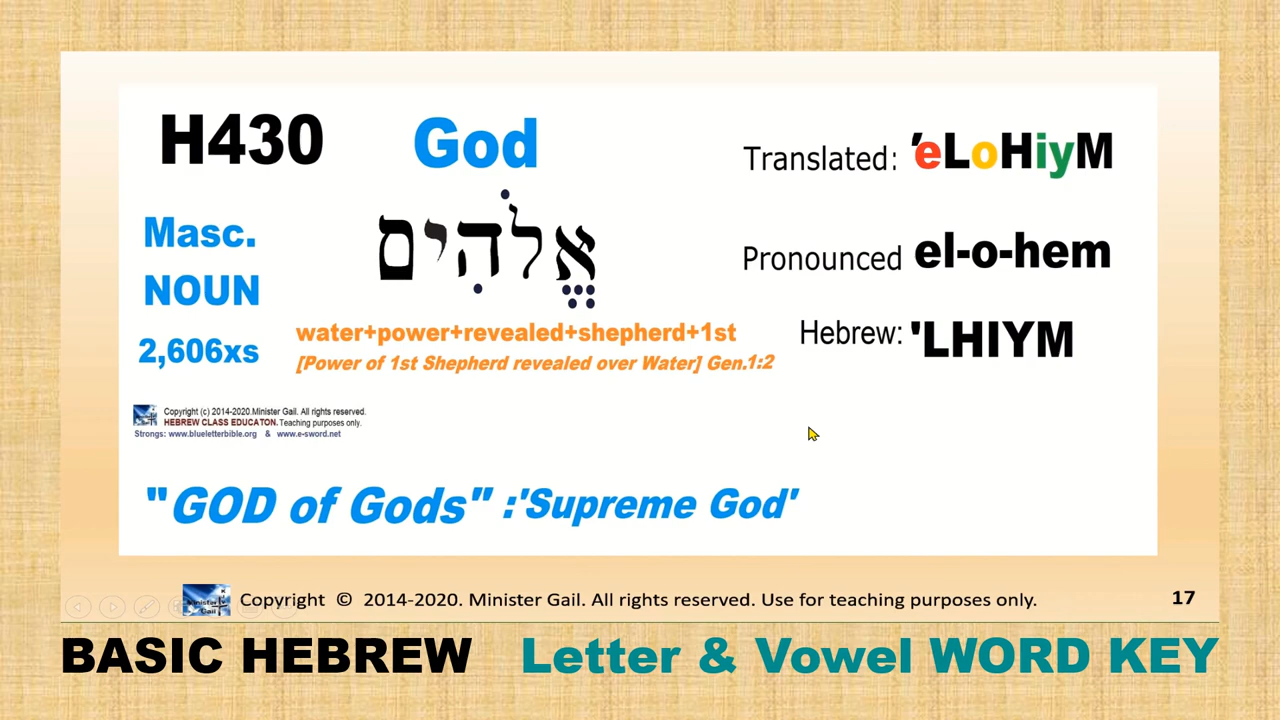 H430
God
Translated: 'eLoHiyM
Masc.
NOUN
2,606xs
אֱלֹהִים
Pronounced el-o-hem
Hebrew: 'LHIYM
water+power+revealed+shepherd+1st
[Power of 1st Shepherd revealed over Water] Gen.1:2
Copyright (c) 2014-2020.Minister Gail. All rights reserved.
HEBREW CLASS EDUCATON. Teaching purposes only.
Strongs: www.blueletterbible.org & www.e-sword.net
"GOD of Gods" :'Supreme God'
Minister Gail
Copyright © 2014-2020. Minister Gail. All rights reserved. Use for teaching purposes only.
17
BASIC HEBREW Letter & Vowel WORD KEY